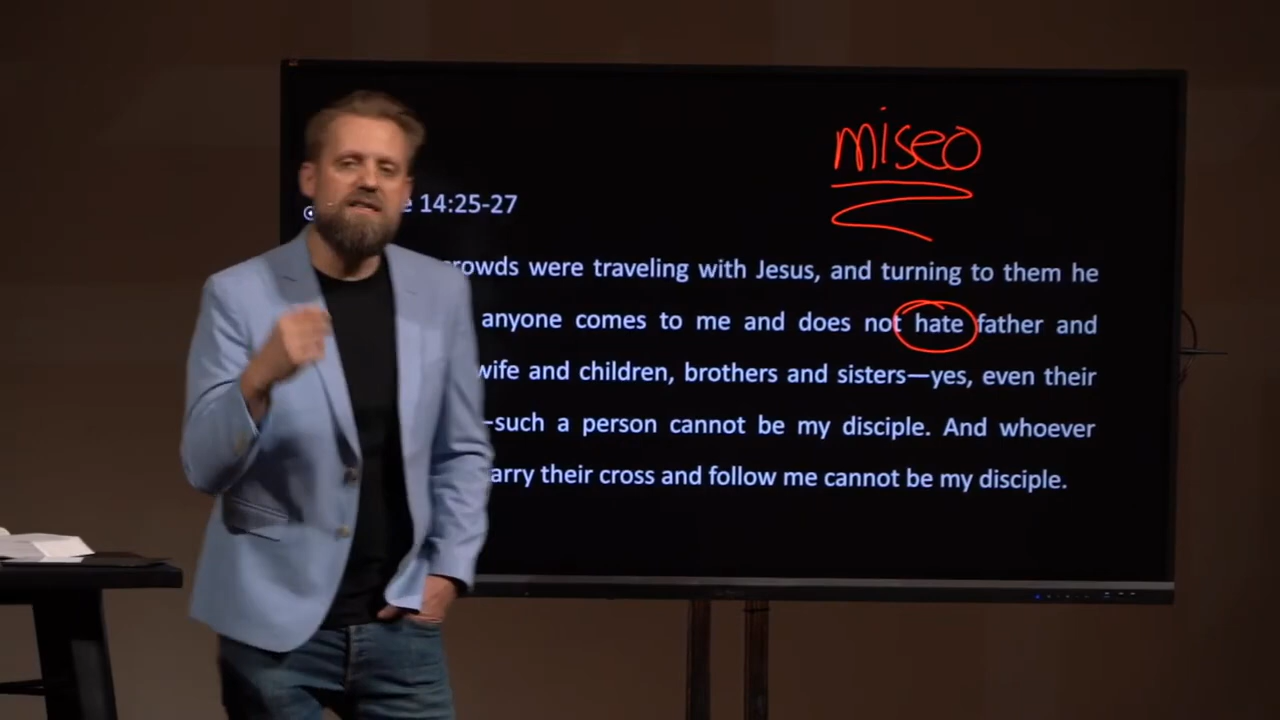 miseo
e 14:25-27
crowds were traveling with Jesus, and turning to them he
anyone comes to me and does not hate father and
wife and children, brothers and sisters—yes, even their
—such a person cannot be my disciple. And whoever
arry their cross and follow me cannot be my disciple.